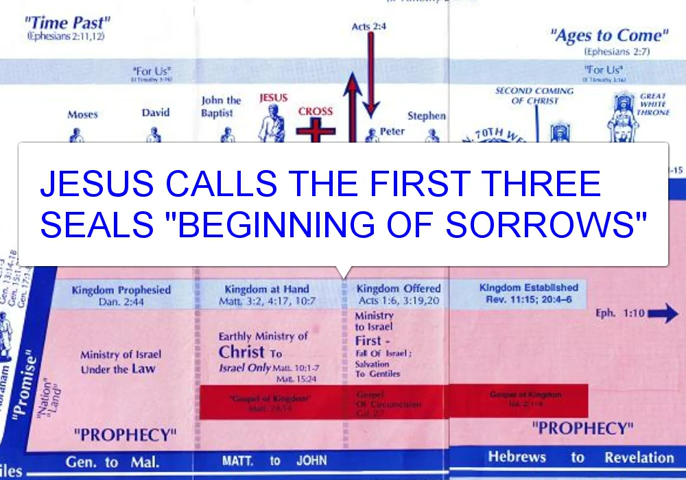 "Time Past"
(Ephesians 2:11,12)
Acts 2:4
"Ages to Come"
(Ephesians 2:7)
"For Us"
"For Us"
Moses
David
John the
Baptist
JESUS
CROSS
Peter
Stephen
SECOND COMING
OF CHRIST
GREAT
WHITE
THRONE
70TH
JESUS CALLS THE FIRST THREE
SEALS "BEGINNING OF SORROWS"
Kingdom Prophesied
Dan. 2:44
Kingdom at Hand
Matt. 3:2, 4:17, 10:7
Kingdom Offered
Acts 1:6, 3:19,20
Kingdom Established
Rev. 11:15; 20:4–6
Eph. 1:10
Ministry of Israel
Under the Law
Earthly Ministry of
Christ To
Israel Only Matt. 10:1-7
Matt. 15:24
Ministry
to Israel
First -
Fall Of Israel;
Salvation
To Gentiles
"Promise"
"Nation"
"Land"
"Gospel of Kingdom"
Gospel
Of Circumcision
Gospel of Kingdom
"PROPHECY"
"PROPHECY"
Gen. to Mal.
MATT. to JOHN
Hebrews to Revelation